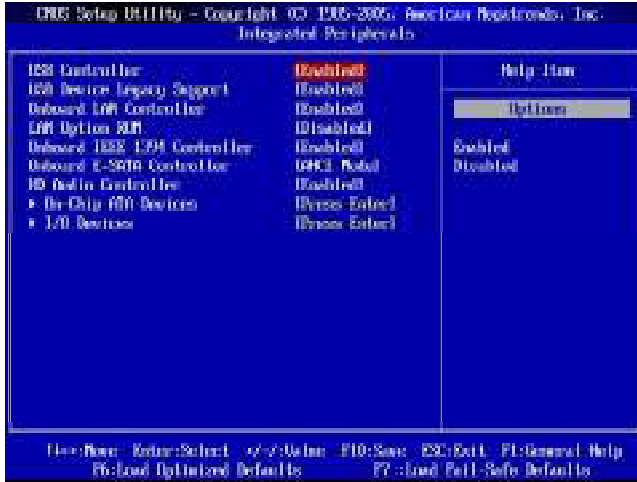 CMOS Setup Utility - Copyright (C) 1985-2005, American Megatrends, Inc.
Integrated Peripherals
USB Controller [Enabled]
USB Device Legacy Support [Enabled]
Onboard LAN Controller [Enabled]
LAN Option ROM [Disabled]
Onboard IEEE 1394 Controller [Enabled]
Onboard E-SATA Controller [AHCI Mode]
HD Audio Controller [Enabled]
▶ On-Chip ATA Devices [Press Enter]
▶ I/O Devices [Press Enter]
Help Item
Options
Enabled
Disabled
↑↓←→:Move Enter:Select +/-/:Value F10:Save ESC:Exit F1:General Help
F6:Load Optimized Defaults F7:Load Fail-Safe Defaults